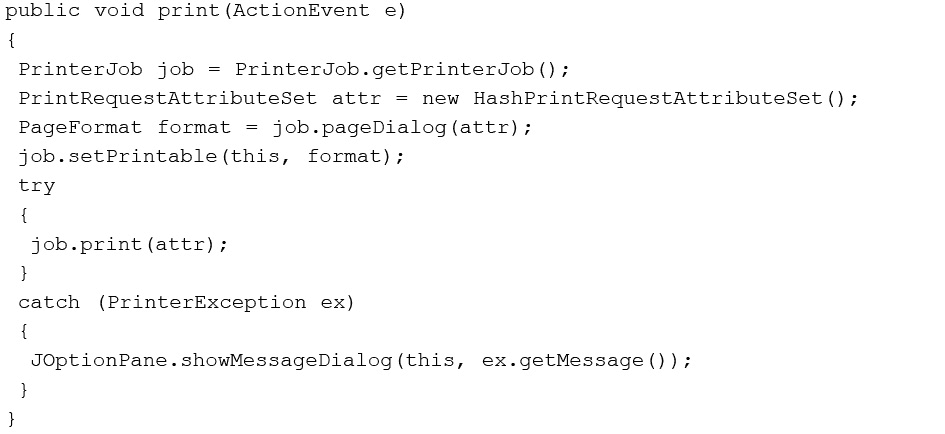 public void print(ActionEvent e)
{
 PrinterJob job = PrinterJob.getPrinterJob();
 PrintRequestAttributeSet attr = new HashPrintRequestAttributeSet();
 PageFormat format = job.pageDialog(attr);
 job.setPrintable(this, format);
 try
 {
  job.print(attr);
 }
 catch (PrinterException ex)
 {
  JOptionPane.showMessageDialog(this, ex.getMessage());
 }
}